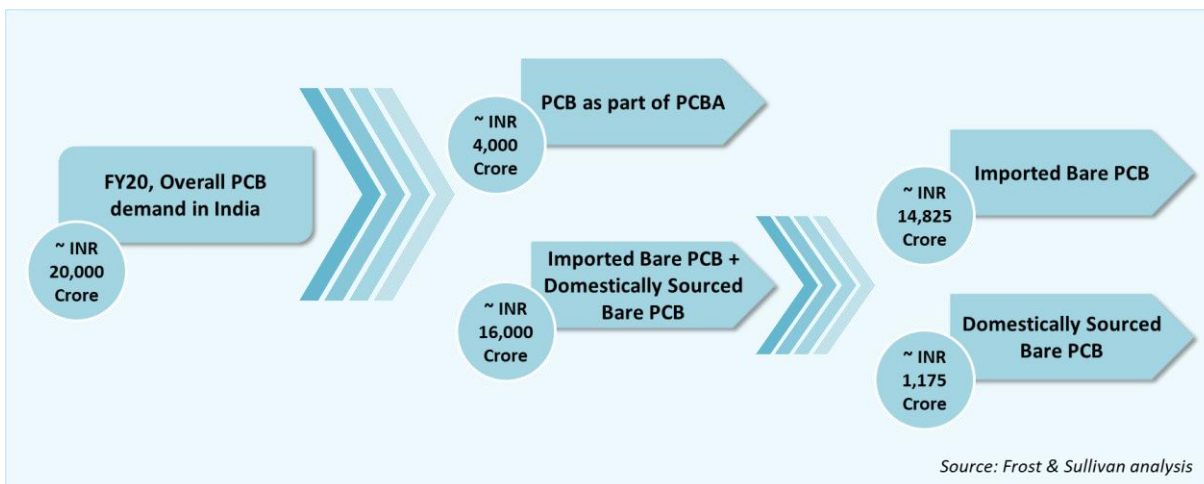 FY20, Overall PCB
demand in India
~ INR
20,000
Crore
PCB as part of PCBA
~ INR
4,000
Crore
Imported Bare PCB +
Domestically Sourced
Bare PCB
~ INR
16,000
Crore
Imported Bare PCB
~ INR
14,825
Crore
Domestically Sourced
Bare PCB
~ INR
1,175
Crore
Source: Frost & Sullivan analysis